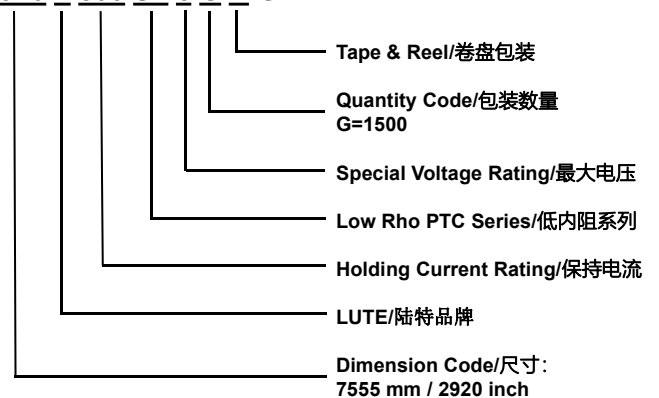 Tape & Reel/卷盘包装
Quantity Code/包装数量
G=1500
Special Voltage Rating/最大电压
Low Rho PTC Series/低内阻系列
Holding Current Rating/保持电流
LUTE/陆特品牌
Dimension Code/尺寸：
7555 mm / 2920 inch